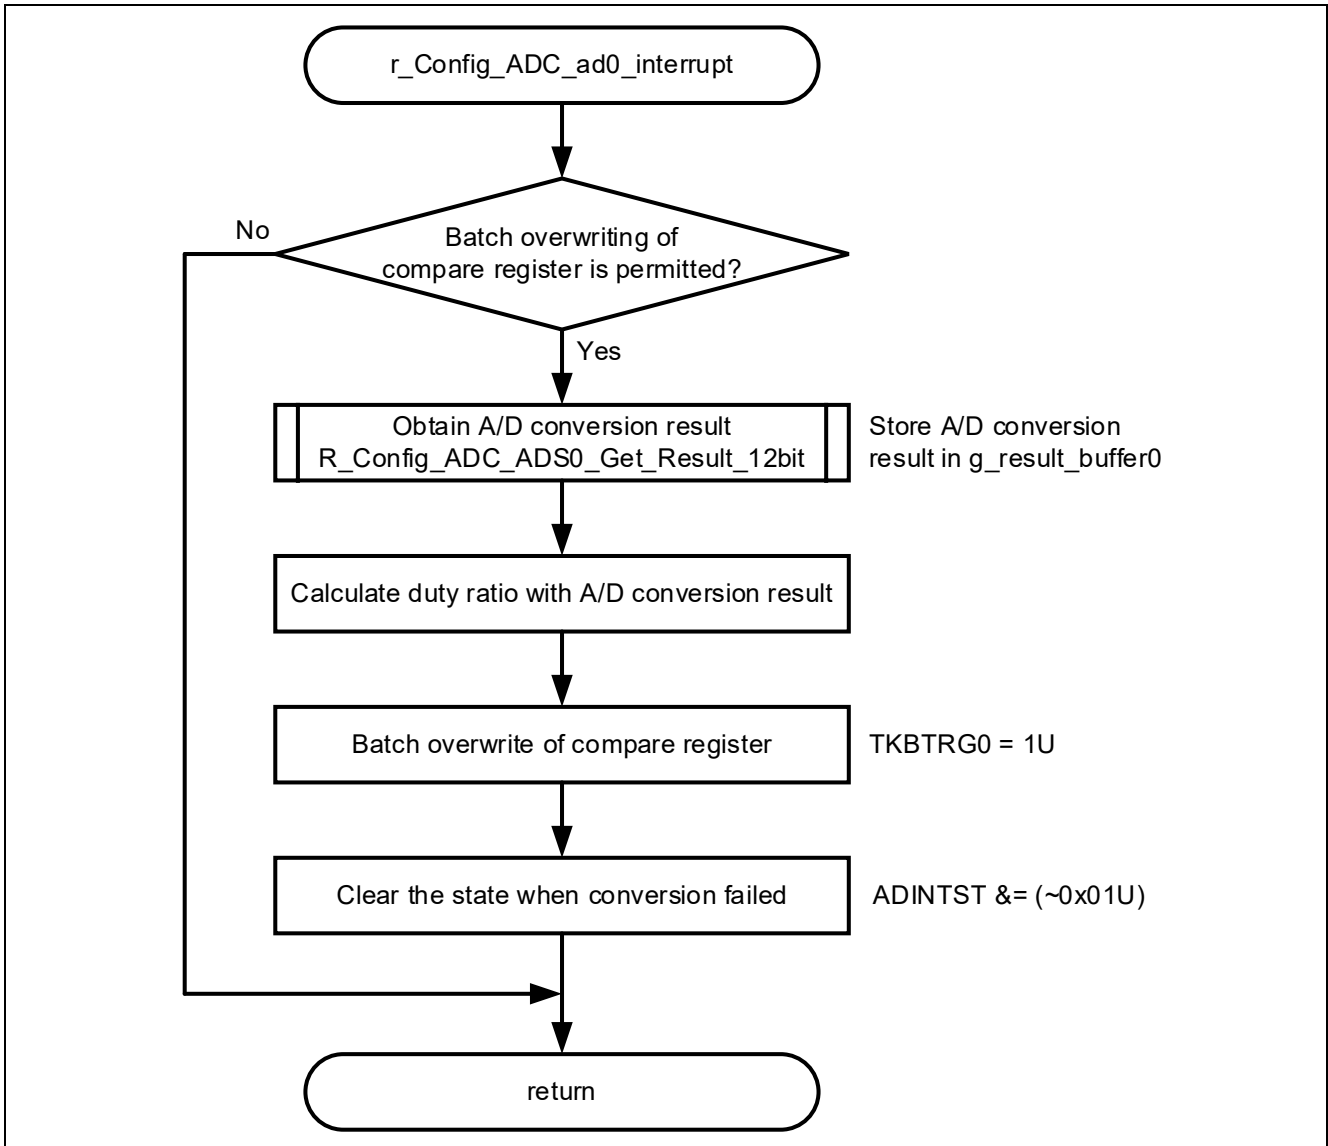 r_Config_ADC_ad0_interrupt
No
Batch overwriting of
compare register is permitted?
Yes
Obtain A/D conversion result
R_Config_ADC_ADS0_Get_Result_12bit
Store A/D conversion
result in g_result_buffer0
Calculate duty ratio with A/D conversion result
Batch overwrite of compare register
TKBTRG0 = 1U
Clear the state when conversion failed
ADINTST &= (~0x01U)
return